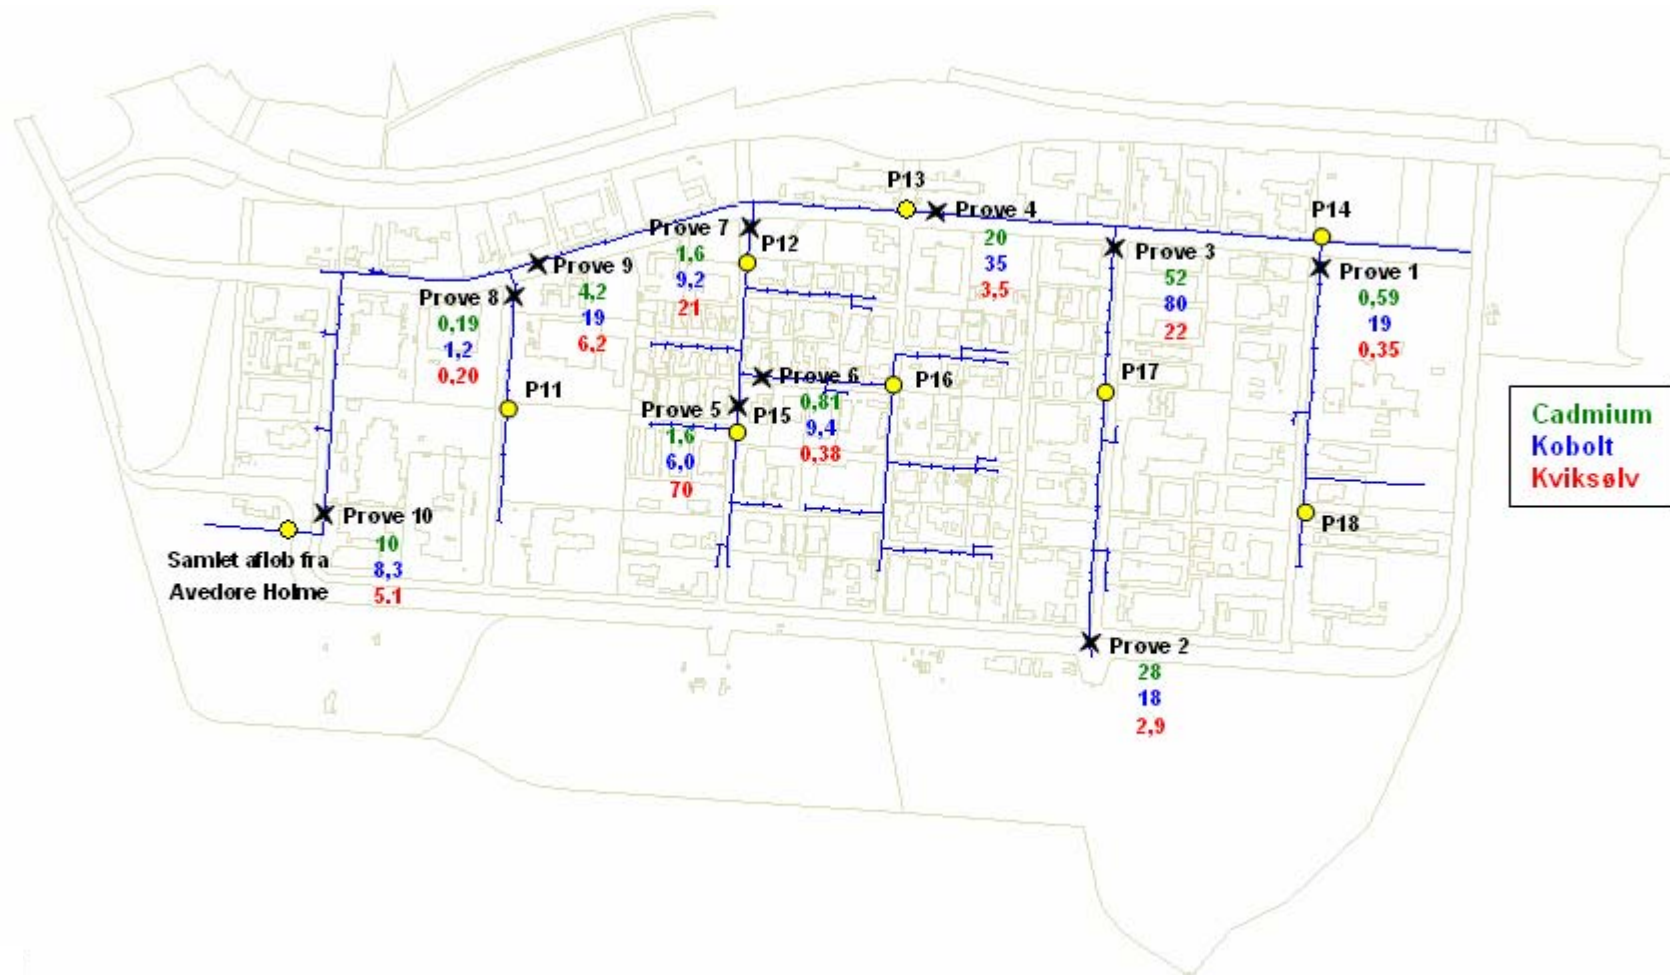 P13
Prove 4
20
35
3,5
P14
Prove 7
1,6
9,2
21
P12
Prove 3
52
80
22
Prove 1
0,59
19
0,35
Prove 9
4,2
19
6,2
Prove 8
0,19
1,2
0,20
P11
Prove 6
0,81
9,4
0,38
P16
P17
Prove 5
1,6
6,0
70
P15
Cadmium
Kobolt
Kviksølv
Prove 10
10
8,3
5.1
P18
Samlet afløb fra
Avedøre Holme
Prove 2
28
18
2,9